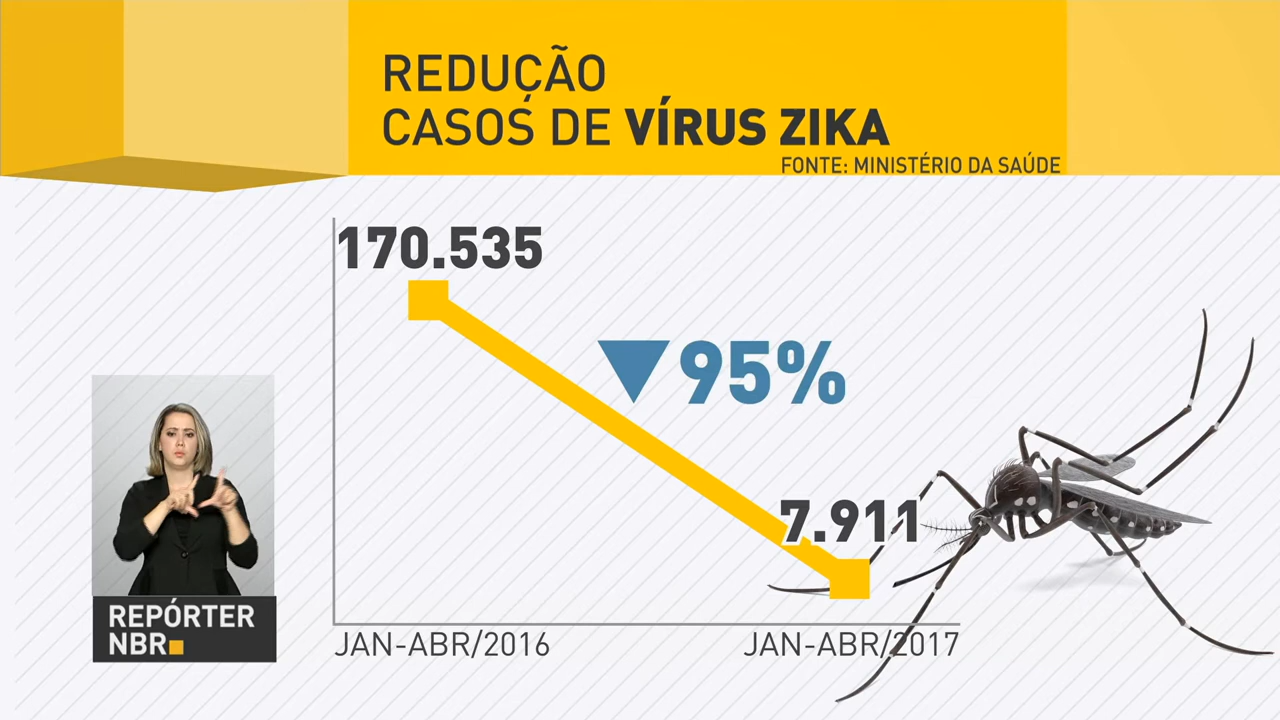 REDUÇÃO
CASOS DE VÍRUS ZIKA
FONTE: MINISTÉRIO DA SAÚDE
170.535
95%
7.911
JAN-ABR/2016
JAN-ABR/2017
REPÓRTER
NBR